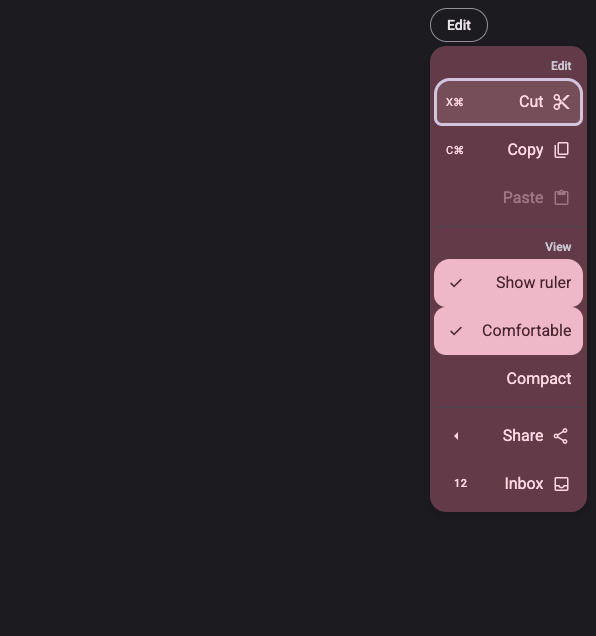 Edit
Edit
Cut X⌘
Copy C⌘
Paste
View
Show ruler
Comfortable
Compact
Share
Inbox 12